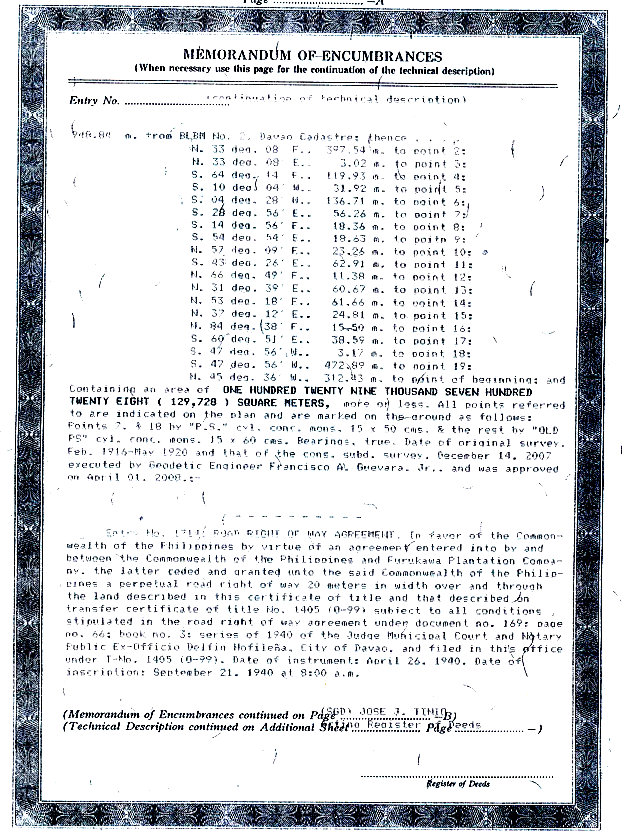 Page ........................ —A
MEMORANDUM OF ENCUMBRANCES
(When necessary use this page for the continuation of the technical description)
Entry No. ........................ (continuation of technical description)
m. from BLBM No. Davao Cadastre: thence . . . .
N. 33 deg. 08' E.. 397.54 m. to point 2:
N. 33 deg. 08' E.. 3.02 m. to point 3:
S. 64 deg. 14' E.. 119.93 m. to point 4:
S. 10 deg. 04' W.. 31.92 m. to point 5:
S. 04 deg. 28' W.. 136.71 m. to point 6:
S. 28 deg. 56' E.. 56.26 m. to point 7:
S. 14 deg. 56' E.. 18.36 m. to point 8:
S. 54 deg. 54' E.. 18.63 m. to poitn 9:
N. 57 deg. 09' E.. 23.26 m. to point 10:
S. 43 deg. 26' E.. 62.91 m. to point 11:
N. 66 deg. 49' E.. 11.38 m. to point 12:
N. 31 deg. 39' E.. 60.67 m. to point 13:
N. 53 deg. 18' E.. 61.66 m. to point 14:
N. 37 deg. 12' E.. 24.81 m. to point 15:
N. 84 deg. 38' E.. 15.50 m. to point 16:
S. 60 deg. 51' E.. 38.59 m. to point 17:
S. 47 deg. 56' W.. 3.17 m. to point 18:
S. 47 deg. 56' W.. 472.89 m. to point 19:
N. 45 deg. 36' W.. 312.43 m. to point of beginning: and
Containing an area of ONE HUNDRED TWENTY NINE THOUSAND SEVEN HUNDRED
TWENTY EIGHT ( 129,728 ) SQUARE METERS, more or less. All points referred
to are indicated on the plan and are marked on the ground as follows:
Points 2. & 18 by "P.S." cyl. conc. mons. 15 x 50 cms. & the rest by "OLD
PS" cyl. conc. mons. 15 x 60 cms. Bearings, true. Date of original survey.
Feb. 1916-May 1920 and that of the cons. subd. survey. December 14. 2007
executed by Geodetic Engineer Francisco A. Guevara. Jr.. and was approved
on April 01. 2008.:-
Entry No. ROAD RIGHT OF WAY AGREEMENT. In favor of the Common-
wealth of the Philippines by virtue of an agreement entered into by and
between the Commonwealth of the Philippines and Furukawa Plantation Compa-
ny. the latter ceded and granted unto the said Commonwealth of the Philip-
pines a perpetual road right of way 20 meters in width over and through
the land described in this certificate of title and that described in
transfer certificate of title No. 1405 (0-99) subject to all conditions
stipulated in the road right of way agreement under document no. 169: page
no. 66: book no. 3: series of 1940 of the Judge Municipal Court and Notary
Public Ex-Officio Delfin Hofileña. City of Davao. and filed in this office
under T-No. 1405 (0-99). Date of instrument: April 26. 1940. Date of
inscription: September 21. 1940 at 8:00 a.m.
(SGD) JOSE J.
(Memorandum of Encumbrances continued on Page ............ —B)
Acting Register of Deeds
(Technical Description continued on Additional Sheet ............ Page ............ —)
Register of Deeds